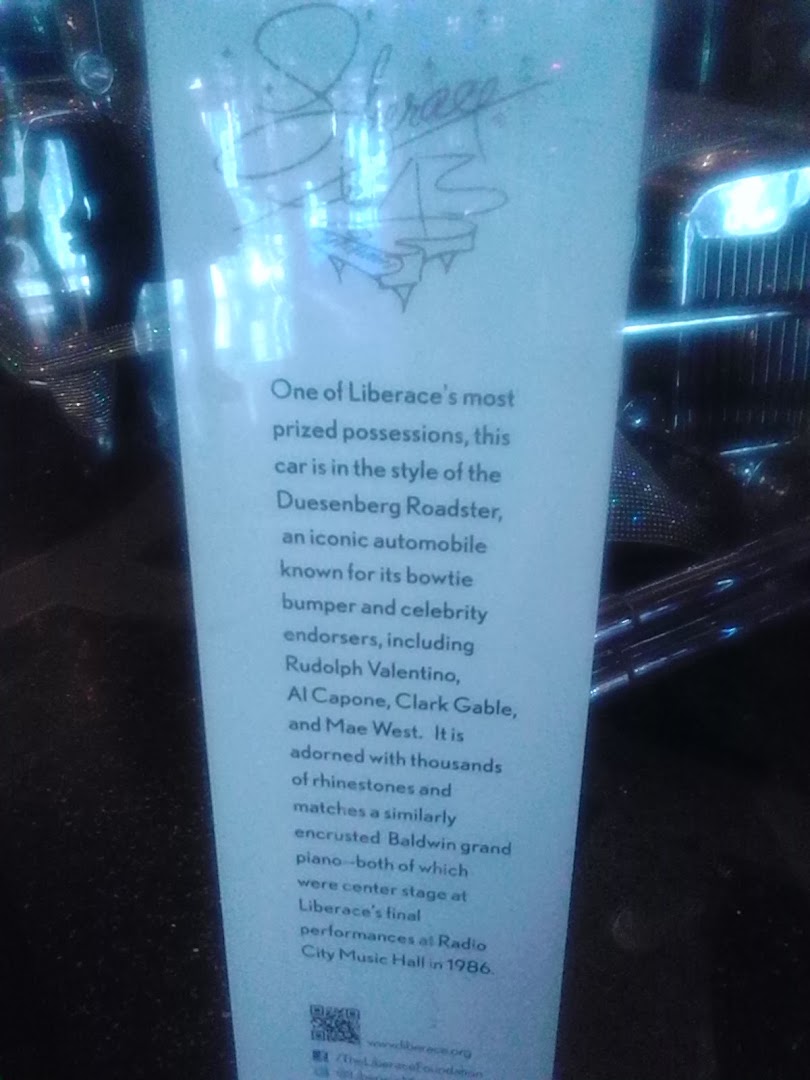 Liberace
One of Liberace's most
prized possessions, this
car is in the style of the
Duesenberg Roadster,
an iconic automobile
known for its bowtie
bumper and celebrity
endorsers, including
Rudolph Valentino,
Al Capone, Clark Gable,
and Mae West. It is
adorned with thousands
of rhinestones and
matches a similarly
encrusted Baldwin grand
piano--both of which
were center stage at
Liberace's final
performances at Radio
City Music Hall in 1986.
www.liberace.org
/TheLiberaceFoundation